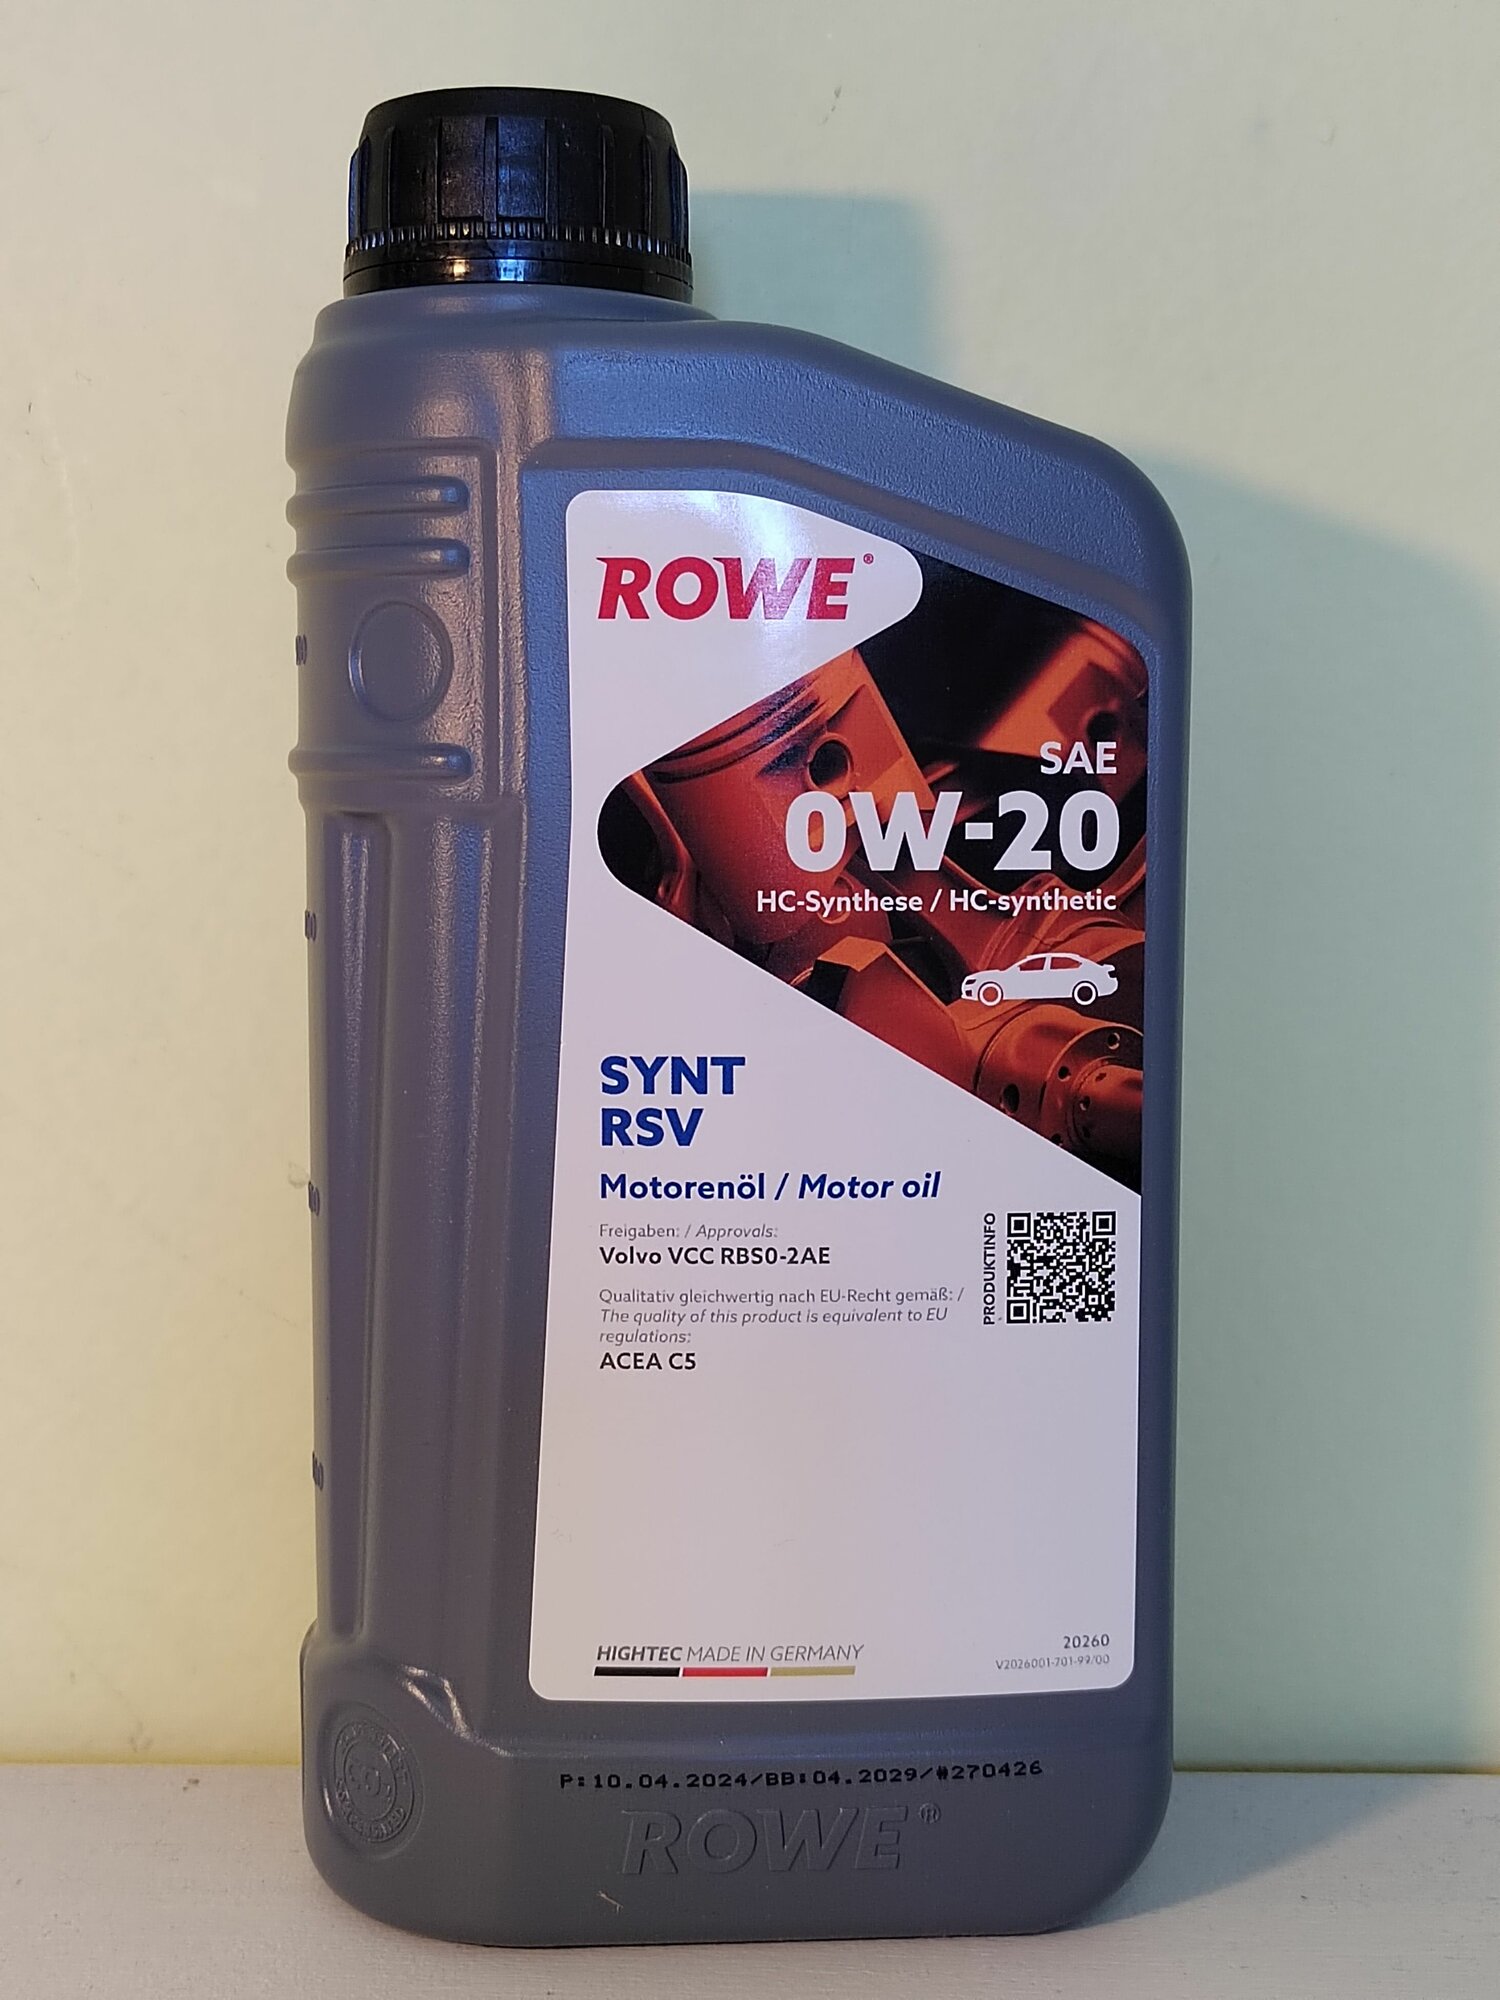 ROWE®
SAE
0W-20
HC-Synthese / HC-synthetic
SYNT
RSV
Motorenöl / Motor oil
Freigaben: / Approvals:
Volvo VCC RBS0-2AE
Qualitativ gleichwertig nach EU-Recht gemäß: /
The quality of this product is equivalent to EU
regulations:
ACEA C5
PRODUKTINFO
HIGHTEC MADE IN GERMANY
20260
V2026001-701-99/00
P:10.04.2024/BB:04.2029/#270426
ROWE®